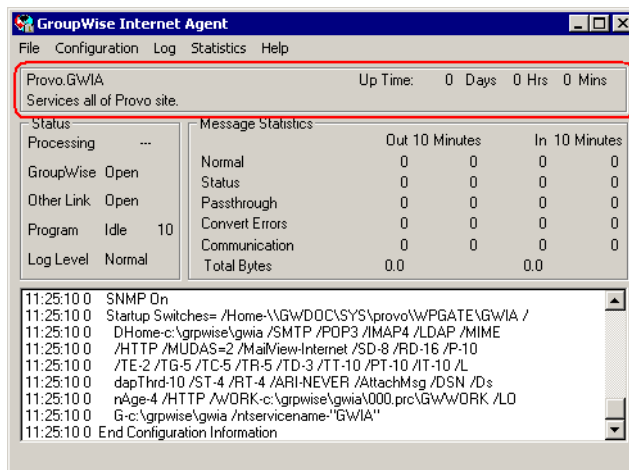 GroupWise Internet Agent
File Configuration Log Statistics Help
Provo.GWIA Up Time: 0 Days 0 Hrs 0 Mins
Services all of Provo site.
Status Message Statistics
Processing --- Out 10 Minutes In 10 Minutes
Normal 0 0 0 0
GroupWise Open
Status 0 0 0 0
Other Link Open
Passthrough 0 0 0 0
Program Idle 10
Convert Errors 0 0 0 0
Communication 0 0 0 0
Log Level Normal
Total Bytes 0.0 0.0
11:25:10 0 SNMP On
11:25:10 0 Startup Switches= /Home-\\GWDOC\SYS\provo\WPGATE\GWIA /
11:25:10 0 DHome-c:\grpwise\gwia /SMTP /POP3 /IMAP4 /LDAP /MIME
11:25:10 0 /HTTP /MUDAS=2 /MailView-Internet /SD-8 /RD-16 /P-10
11:25:10 0 /TE-2 /TG-5 /TC-5 /TR-5 /TD-3 /TT-10 /PT-10 /IT-10 /L
11:25:10 0 dapThrd-10 /ST-4 /RT-4 /ARI-NEVER /AttachMsg /DSN /Ds
11:25:10 0 nAge-4 /HTTP /WORK-c:\grpwise\gwia\000.prc\GWWORK /LO
11:25:10 0 G-c:\grpwise\gwia /ntservicename-"GWIA"
11:25:10 0 End Configuration Information